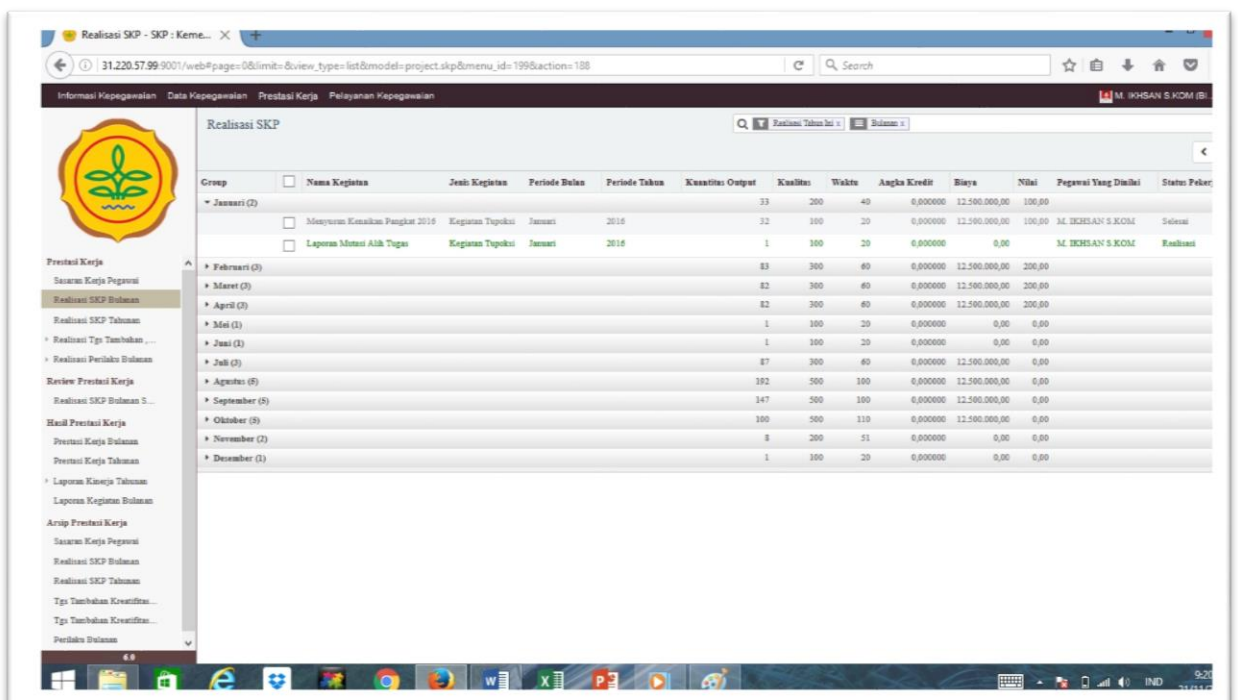 Realisasi SKP - SKP : Keme...
31.220.57.99:9001/web#page=0&limit=&view_type=list&model=project.skp&menu_id=199&action=188
Search
Informasi Kepegawaian Data Kepegawaian Prestasi Kerja Pelayanan Kepegawaian M. IKHSAN S.KOM (BI...
Realisasi SKP
Realisasi Tahun Ini x Bulanan x
Group Nama Kegiatan Jenis Kegiatan Periode Bulan Periode Tahun Kuantitas Output Kualitas Waktu Angka Kredit Biaya Nilai Pegawai Yang Dinilai Status Peker
Januari (2) 33 200 40 0,000000 12.500.000,00 100,00
Menyusun Kenaikan Pangkat 2016 Kegiatan Tupoksi Januari 2016 32 100 20 0,000000 12.500.000,00 100,00 M. IKHSAN S.KOM Selesai
Laporan Mutasi Alih Tugas Kegiatan Tupoksi Januari 2016 1 100 20 0,000000 0,00 M. IKHSAN S.KOM Realisasi
Februari (3) 83 300 60 0,000000 12.500.000,00 200,00
Maret (3) 82 300 60 0,000000 12.500.000,00 200,00
April (3) 82 300 60 0,000000 12.500.000,00 200,00
Mei (1) 1 100 20 0,000000 0,00 0,00
Juni (1) 1 100 20 0,000000 0,00 0,00
Juli (3) 87 300 60 0,000000 12.500.000,00 0,00
Agustus (5) 192 500 100 0,000000 12.500.000,00 0,00
September (5) 147 500 100 0,000000 12.500.000,00 0,00
Oktober (5) 100 500 110 0,000000 12.500.000,00 0,00
November (2) 8 200 51 0,000000 0,00 0,00
Desember (1) 1 100 20 0,000000 0,00 0,00
Prestasi Kerja
Sasaran Kerja Pegawai
Realisasi SKP Bulanan
Realisasi SKP Tahunan
Realisasi Tgs Tambahan ,...
Realisasi Perilaku Bulanan
Review Prestasi Kerja
Realisasi SKP Bulanan S...
Hasil Prestasi Kerja
Prestasi Kerja Bulanan
Prestasi Kerja Tahunan
Laporan Kinerja Tahunan
Laporan Kegiatan Bulanan
Arsip Prestasi Kerja
Sasaran Kerja Pegawai
Realisasi SKP Bulanan
Realisasi SKP Tahunan
Tgs Tambahan Kreatifitas...
Tgs Tambahan Kreatifitas...
Perilaku Bulanan
6.0
IND 9:20